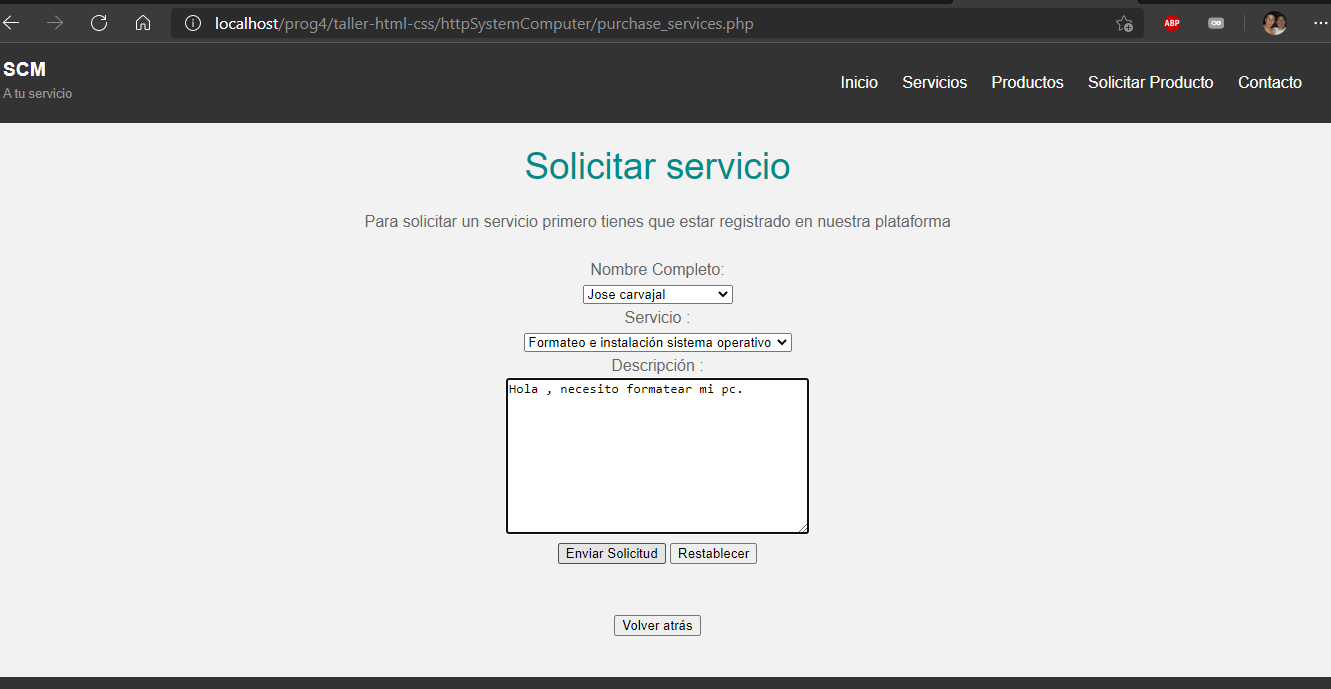 localhost/prog4/taller-html-css/httpSystemComputer/purchase_services.php
ABP
SCM
A tu servicio
Inicio Servicios Productos Solicitar Producto Contacto
Solicitar servicio
Para solicitar un servicio primero tienes que estar registrado en nuestra plataforma
Nombre Completo:
Jose carvajal
Servicio :
Formateo e instalación sistema operativo
Descripción :
Hola , necesito formatear mi pc.
Enviar Solicitud Restablecer
Volver atrás